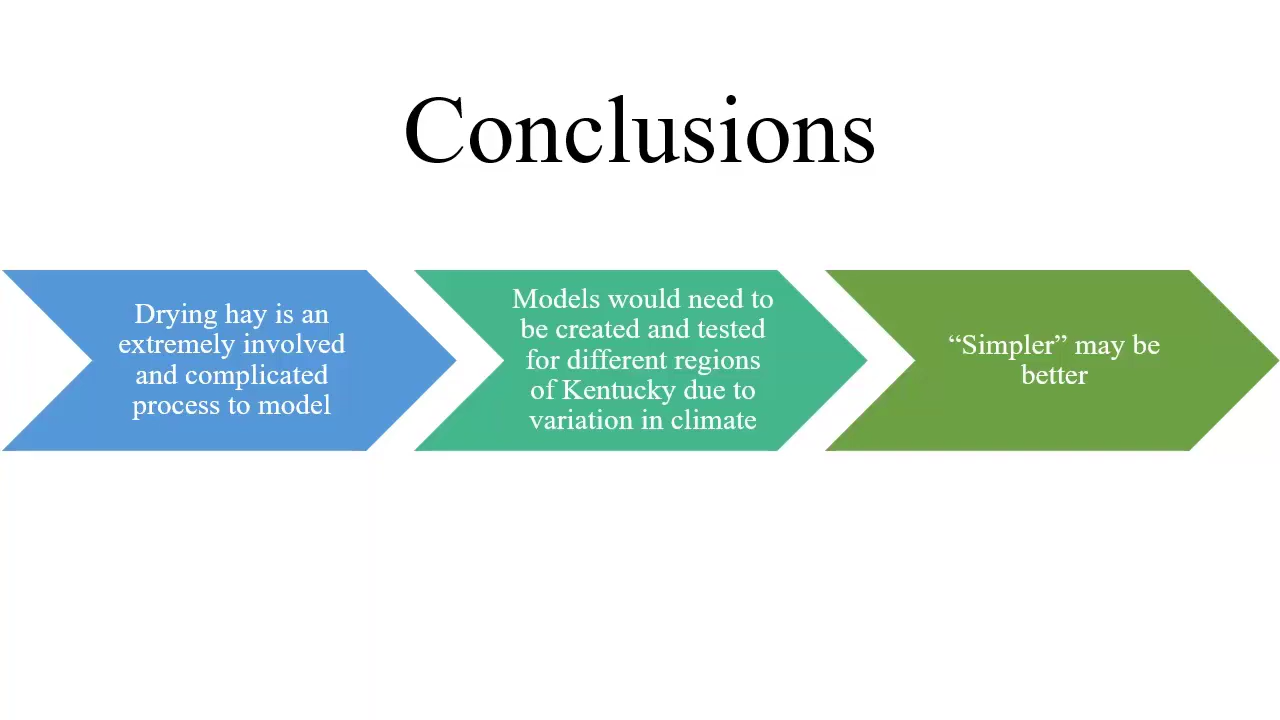 Conclusions
Drying hay is an
extremely involved
and complicated
process to model
Models would need to
be created and tested
for different regions
of Kentucky due to
variation in climate
“Simpler” may be
better